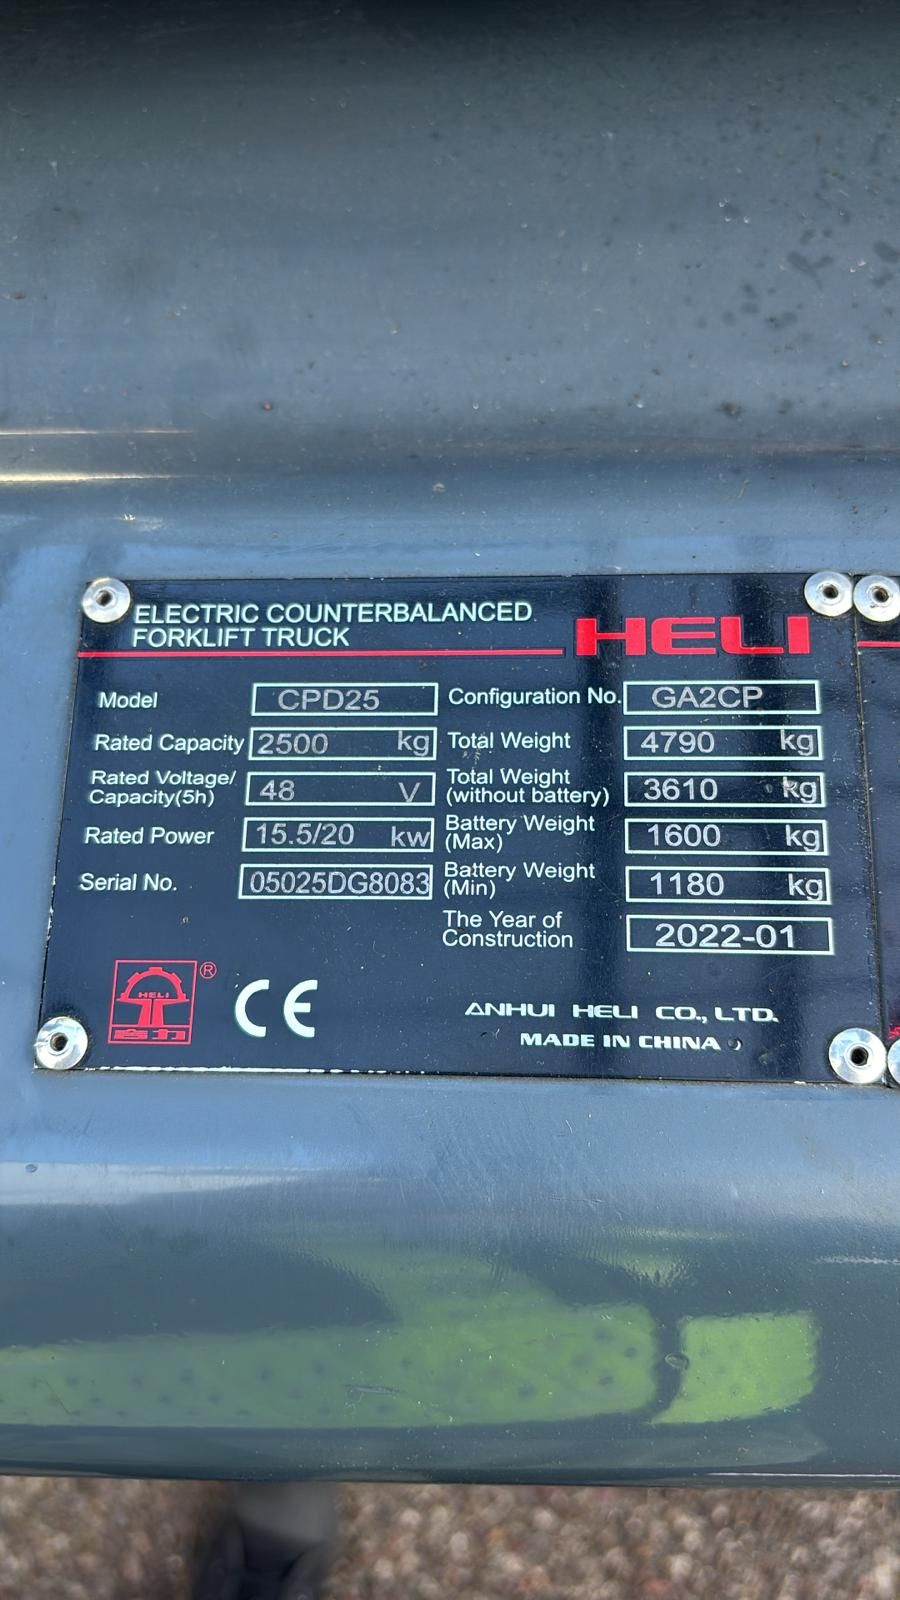 ELECTRIC COUNTERBALANCED
FORKLIFT TRUCK
HELI
Model CPD25 Configuration No. GA2CP
Rated Capacity 2500 kg Total Weight 4790 kg
Rated Voltage/
Capacity(5h) 48 V Total Weight
(without battery) 3610 kg
Rated Power 15.5/20 kw Battery Weight
(Max) 1600 kg
Serial No. 05025DG8083 Battery Weight
(Min) 1180 kg
The Year of
Construction 2022-01
HELI ®
合力
CE
ANHUI HELI CO., LTD.
MADE IN CHINA